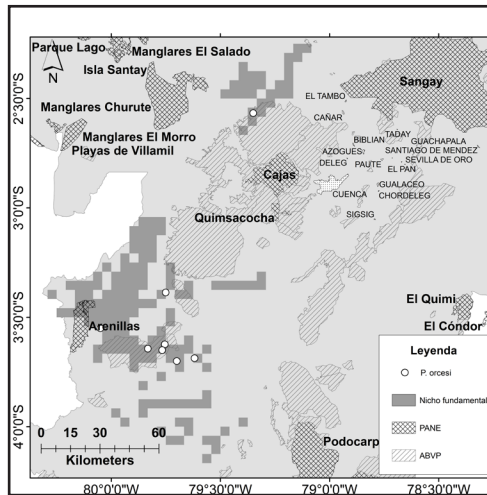 Parque Lago
Manglares El Salado
Isla Santay
N
Sangay
Manglares Churute
Manglares El Morro
Playas de Villamil
EL TAMBO
CAÑAR
BIBLIAN
TADAY
GUACHAPALA
AZOGUES
SANTIAGO DE MENDEZ
DELEG
PAUTE
SEVILLA DE ORO
EL PAN
Cajas
CUENCA
GUALACEO
CHORDELEG
SIGSIG
Quimsacocha
Arenillas
El Quimi
El Cóndor
Podocarp
Leyenda
P. orcesi
Nicho fundamental
PANE
ABVP
0 15 30 60
Kilometers
2°30'0"S
3°0'0"S
3°30'0"S
4°0'0"S
80°0'0"W
79°30'0"W
79°0'0"W
78°30'0"W